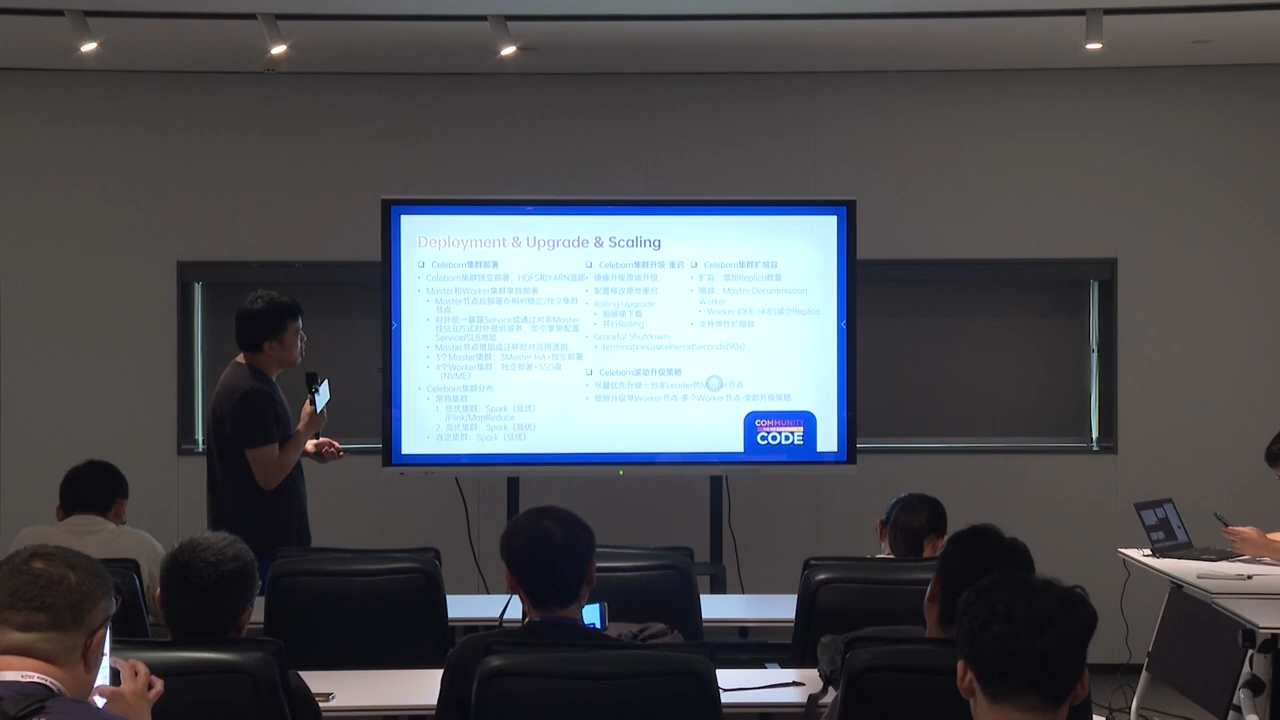 Deployment & Upgrade & Scaling
Celeborn集群部署
Celeborn集群独立部署、HDFS和YARN混部
Master和Worker集群单独部署
Master节点应部署在相对稳定/独立集群
节点
对外统一暴露Service或通过对多Master
挂SLB方式对外提供服务，即引擎侧配置
Service/SLB地址
Master节点增加或迁移时对应用透明
3个Master集群：3Master HA+独立部署
4个Worker集群：独立部署+SSD盘
（NVME）
Celeborn集群分布
常熟集群
1. 低优集群：Spark（低优）
/Flink/MapReduce
2. 高优集群：Spark（高优）
嘉定集群：Spark（低优）
Celeborn集群升级·重启
镜像升级原地升级
配置修改原地重启
Rolling Upgrade
预镜像下载
并行Rolling
Graceful Shutdown
terminationGracePeriodSeconds(90s)
Celeborn滚动升级策略
尽量优先升级一台非Leader的Master节点
按照升级单Worker节点·多个Worker节点·全部升级策略
Celeborn集群扩缩容
扩容：增加Replica数量
缩容：Master Decommission
Worker
Worker IDLE->K8S减少Replica
支持弹性扩缩容
COMMUNITY
CODE